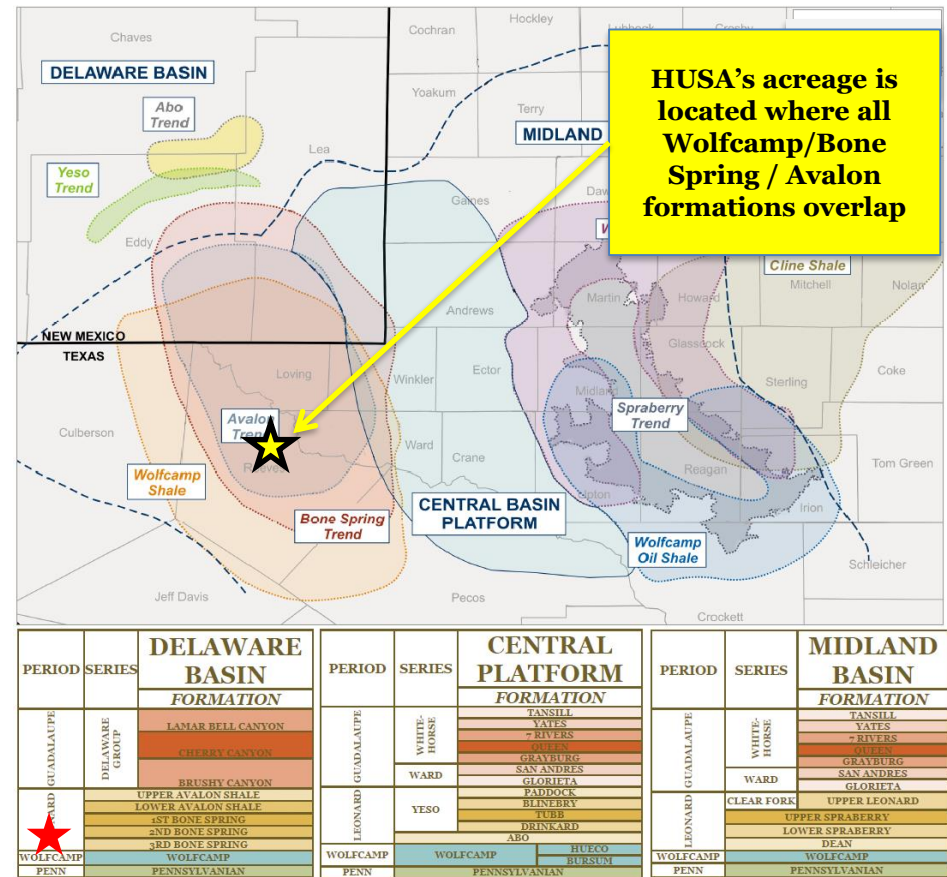 Chaves
DELAWARE BASIN
Abo
Trend
Yeso
Trend
Eddy
Lea
Cochran
Hockley
Yoakum
Terry
MIDLAND
Gaines
HUSA's acreage is
located where all
Wolfcamp/Bone
Spring / Avalon
formations overlap
Cline Shale
Mitchell
Nolan
Andrews
Martin
Howard
NEW MEXICO
TEXAS
Loving
Winkler
Ector
Midland
Glasscock
Sterling
Coke
Culberson
Avalon
Ward
Crane
Spraberry
Trend
Reagan
Tom Green
Wolfcamp
Shale
Bone Spring
Trend
CENTRAL BASIN
PLATFORM
Upton
Irion
Wolfcamp
Oil Shale
Schleicher
Jeff Davis
Pecos
Crockett
PERIOD SERIES DELAWARE
BASIN
FORMATION
GUADALAUPE
DELAWARE
GROUP
LAMAR BELL CANYON
CHERRY CANYON
BRUSHY CANYON
UPPER AVALON SHALE
LOWER AVALON SHALE
1ST BONE SPRING
2ND BONE SPRING
3RD BONE SPRING
WOLFCAMP WOLFCAMP
PENN PENNSYLVANIAN
PERIOD SERIES CENTRAL
PLATFORM
FORMATION
GUADALUPE
WHITE-
HORSE
TANSILL
YATES
7 RIVERS
QUEEN
GRAYBURG
WARD
SAN ANDRES
GLORIETA
LEONARD
YESO
PADDOCK
BLINEBRY
TUBB
DRINKARD
ABO
WOLFCAMP WOLFCAMP
HUECO
BURSUM
PENN PENNSYLVANIAN
PERIOD SERIES MIDLAND
BASIN
FORMATION
GUADALUPE
WHITE-
HORSE
TANSILL
YATES
7 RIVERS
QUEEN
GRAYBURG
WARD
SAN ANDRES
GLORIETA
LEONARD
CLEAR FORK UPPER LEONARD
UPPER SPRABERRY
LOWER SPRABERRY
DEAN
WOLFCAMP WOLFCAMP
PENN PENNSYLVANIAN